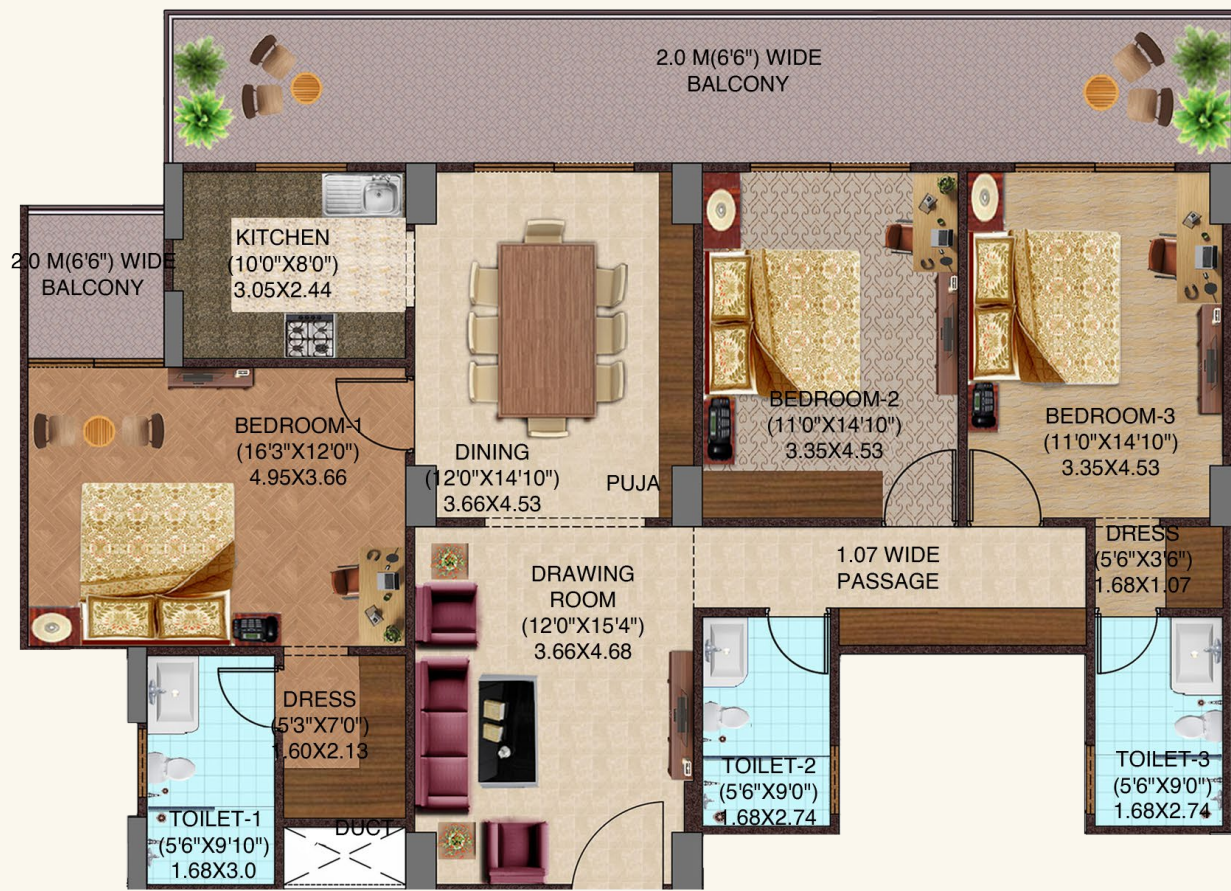 2.0 M(6'6") WIDE
BALCONY
2.0 M(6'6") WIDE
BALCONY
KITCHEN
(10'0"X8'0")
3.05X2.44
BEDROOM-1
(16'3"X12'0")
4.95X3.66
DINING
(12'0"X14'10")
3.66X4.53
PUJA
BEDROOM-2
(11'0"X14'10")
3.35X4.53
BEDROOM-3
(11'0"X14'10")
3.35X4.53
DRAWING
ROOM
(12'0"X15'4")
3.66X4.68
1.07 WIDE
PASSAGE
DRESS
(5'6"X3'6")
1.68X1.07
DRESS
(5'3"X7'0")
1.60X2.13
TOILET-1
(5'6"X9'10")
1.68X3.0
DUCT
TOILET-2
(5'6"X9'0")
1.68X2.74
TOILET-3
(5'6"X9'0")
1.68X2.74